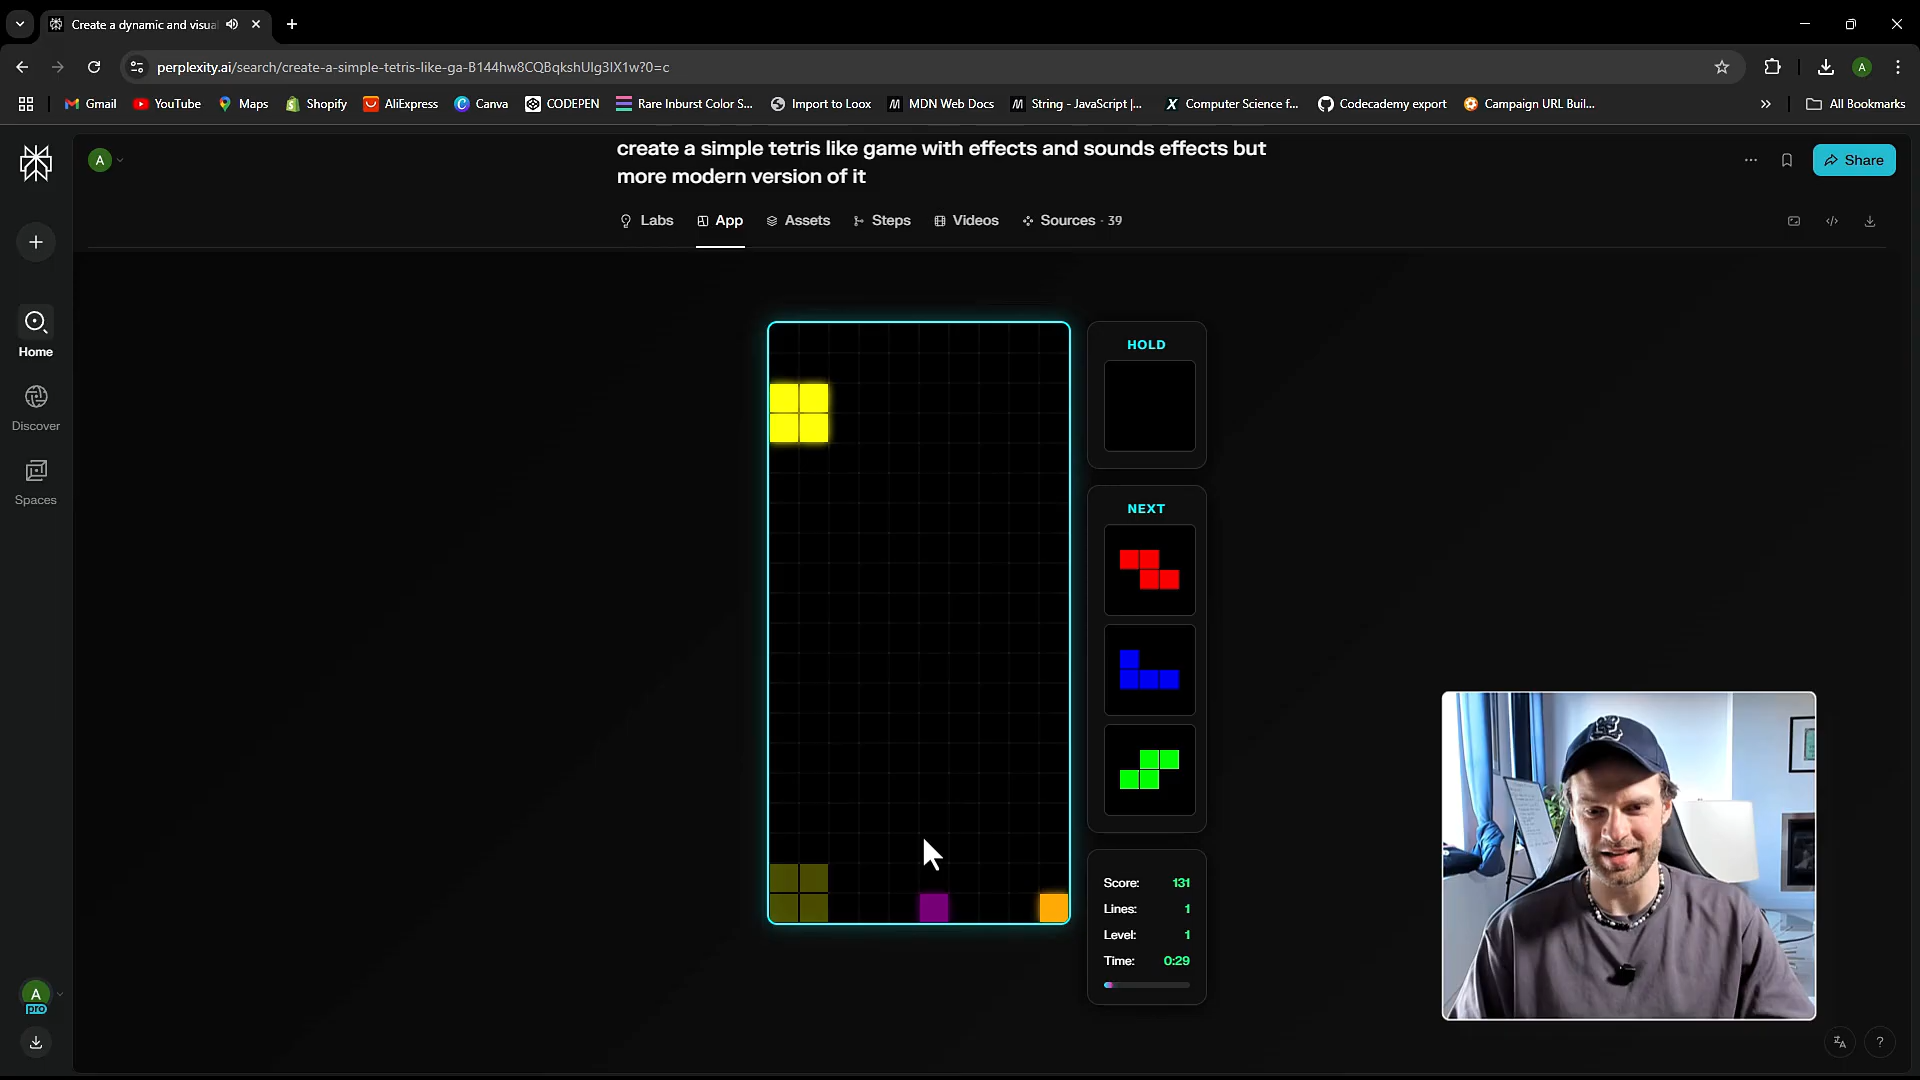 Create a dynamic and visua
perplexity.ai/search/create-a-simple-tetris-like-ga-B144hw8CQBqkshUlg3lX1w?0=c
A
Gmail
YouTube
Maps
Shopify
AliExpress
Canva
CODEPEN
Rare Inburst Color S...
Import to Loox
MDN Web Docs
String - JavaScript |...
Computer Science f...
Codecademy export
Campaign URL Buil...
All Bookmarks
A
create a simple tetris like game with effects and sounds effects but
more modern version of it
Share
Labs
App
Assets
Steps
Videos
Sources · 39
Home
Discover
Spaces
A
pro
HOLD
NEXT
Score: 131
Lines: 1
Level: 1
Time: 0:29